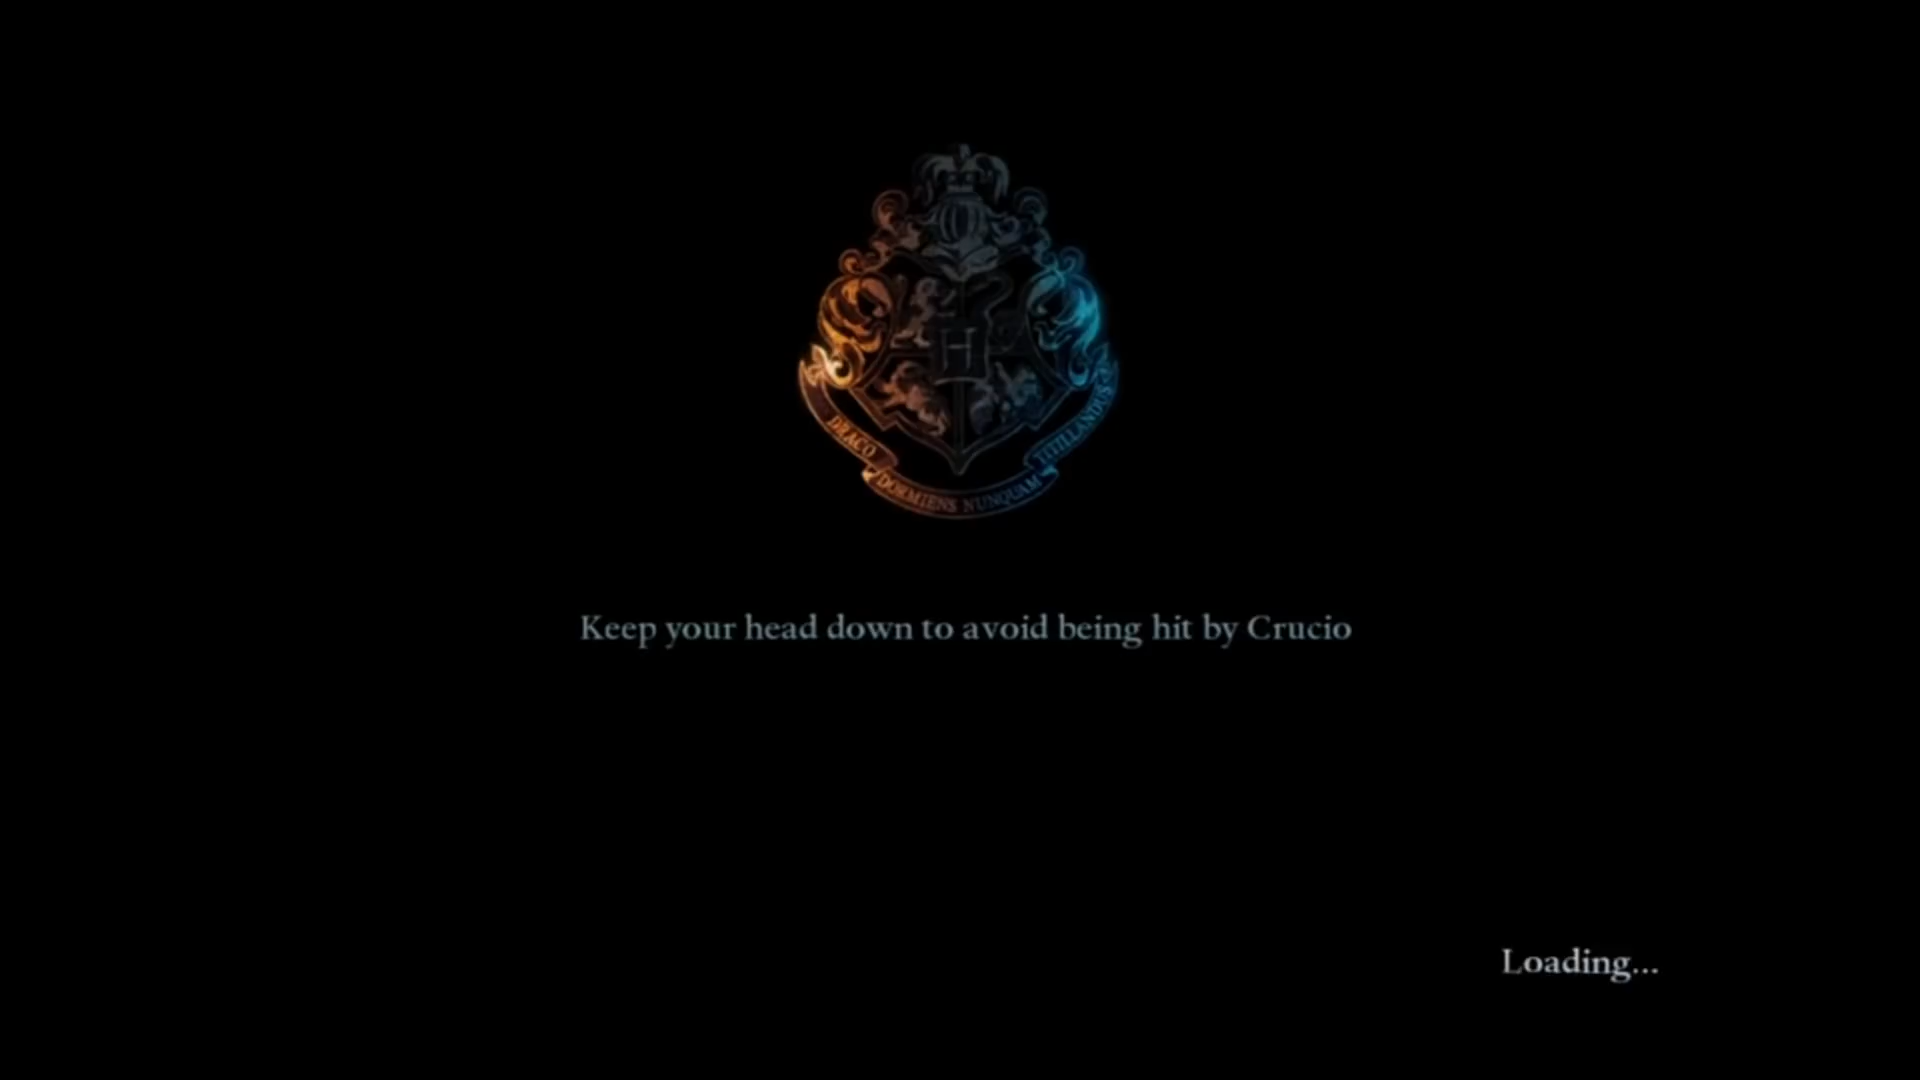 H
DRACO
DORMIENS NUNQUAM
TITILLANDUS
Keep your head down to avoid being hit by Crucio
Loading...